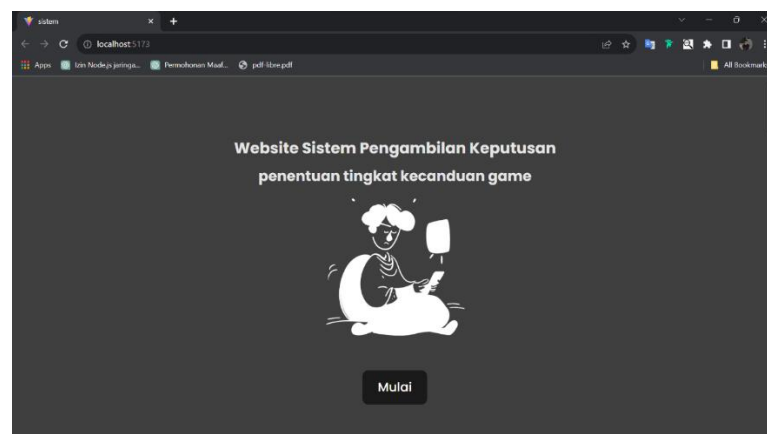 sistem
localhost:5173
Apps
Izin Node.js jaringa...
Permohonan Maaf...
pdf-libre.pdf
All Bookmarks
Website Sistem Pengambilan Keputusan
penentuan tingkat kecanduan game
Mulai